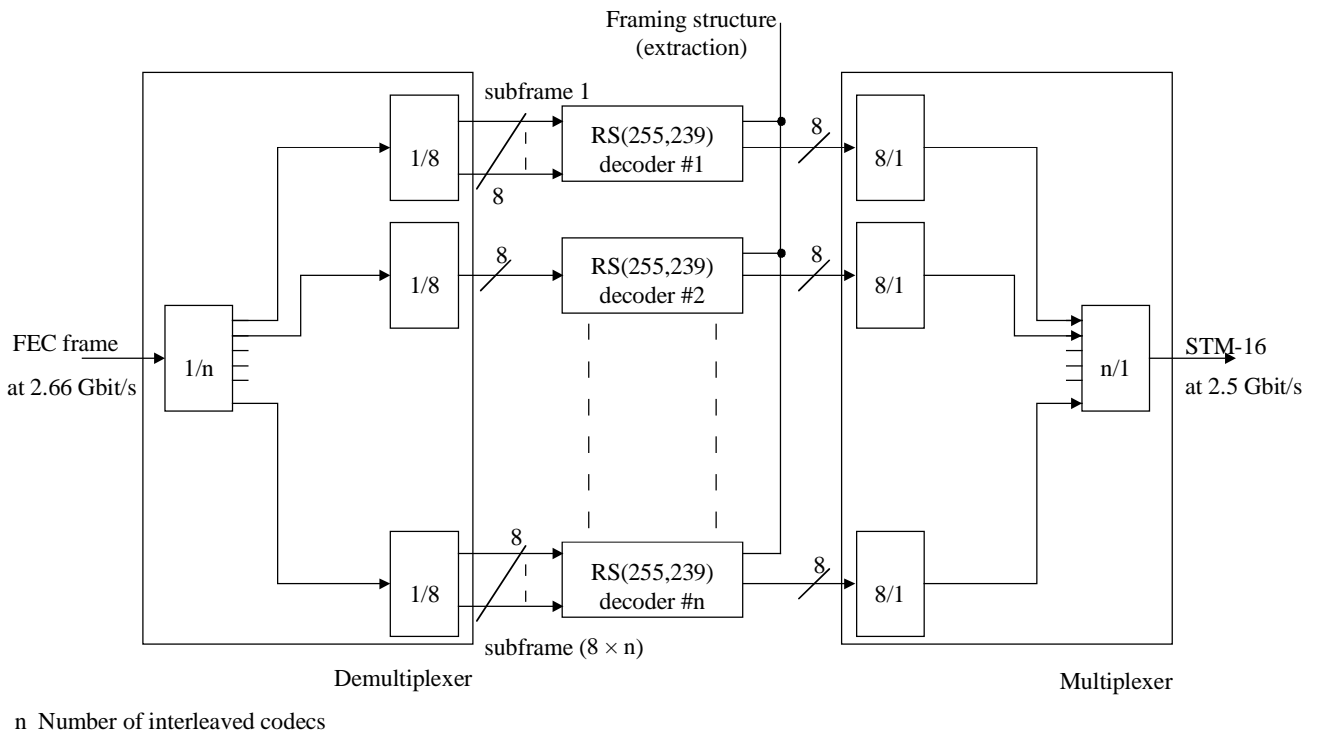 Framing structure
(extraction)
subframe 1
8
1/8
RS(255,239)
decoder #1
8
8/1
8
1/8
RS(255,239)
decoder #2
8
8/1
FEC frame
at 2.66 Gbit/s
1/n
n/1
STM-16
at 2.5 Gbit/s
8
1/8
RS(255,239)
decoder #n
8
8/1
subframe (8 × n)
Demultiplexer
Multiplexer
n Number of interleaved codecs